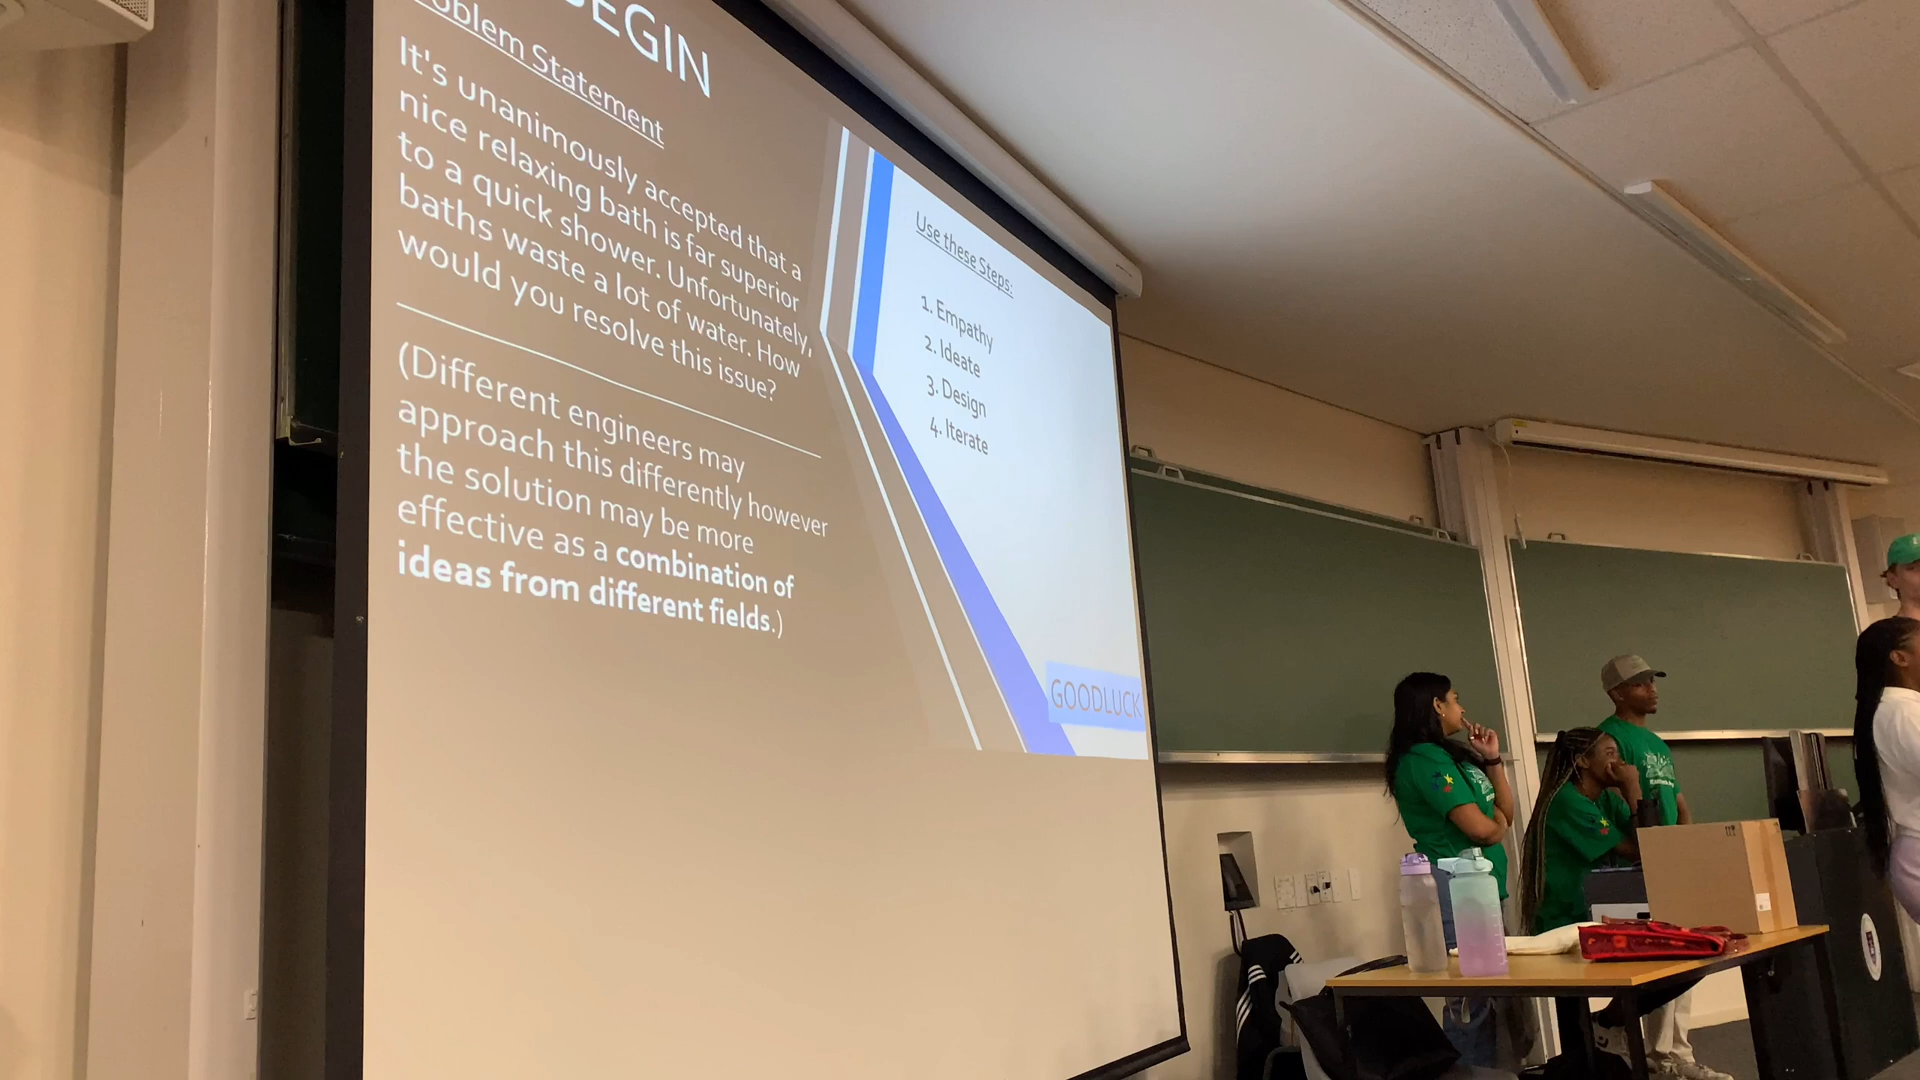 BEGIN
Problem Statement
It's unanimously accepted that a
nice relaxing bath is far superior
to a quick shower. Unfortunately,
baths waste a lot of water. How
would you resolve this issue?
(Different engineers may
approach this differently however
the solution may be more
effective as a combination of
ideas from different fields.)
Use these Steps:
1. Empathy
2. Ideate
3. Design
4. Iterate
GOODLUCK